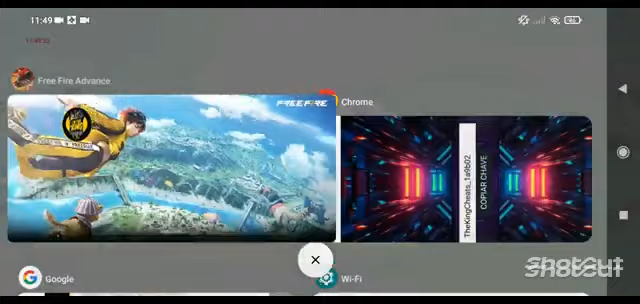 11:49
Free Fire Advance
FREE FIRE
Chrome
TheKingCheats_1a9b02
COPIAR CHAVE
Google
Wi-Fi
SHOTCUT